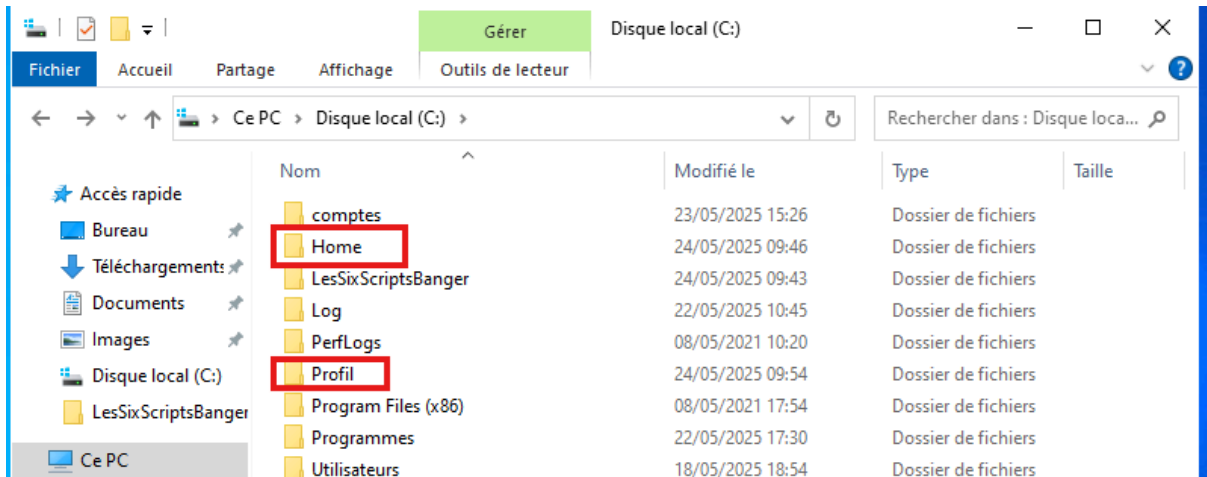 Gérer Disque local (C:)
Fichier Accueil Partage Affichage Outils de lecteur
Ce PC Disque local (C:) Rechercher dans : Disque loca...
Nom Modifié le Type Taille
Accès rapide
Bureau
Téléchargements
Documents
Images
Disque local (C:)
LesSixScriptsBanger
Ce PC
comptes 23/05/2025 15:26 Dossier de fichiers
Home 24/05/2025 09:46 Dossier de fichiers
LesSixScriptsBanger 24/05/2025 09:43 Dossier de fichiers
Log 22/05/2025 10:45 Dossier de fichiers
PerfLogs 08/05/2021 10:20 Dossier de fichiers
Profil 24/05/2025 09:54 Dossier de fichiers
Program Files (x86) 08/05/2021 17:54 Dossier de fichiers
Programmes 22/05/2025 17:30 Dossier de fichiers
Utilisateurs 18/05/2025 18:54 Dossier de fichiers